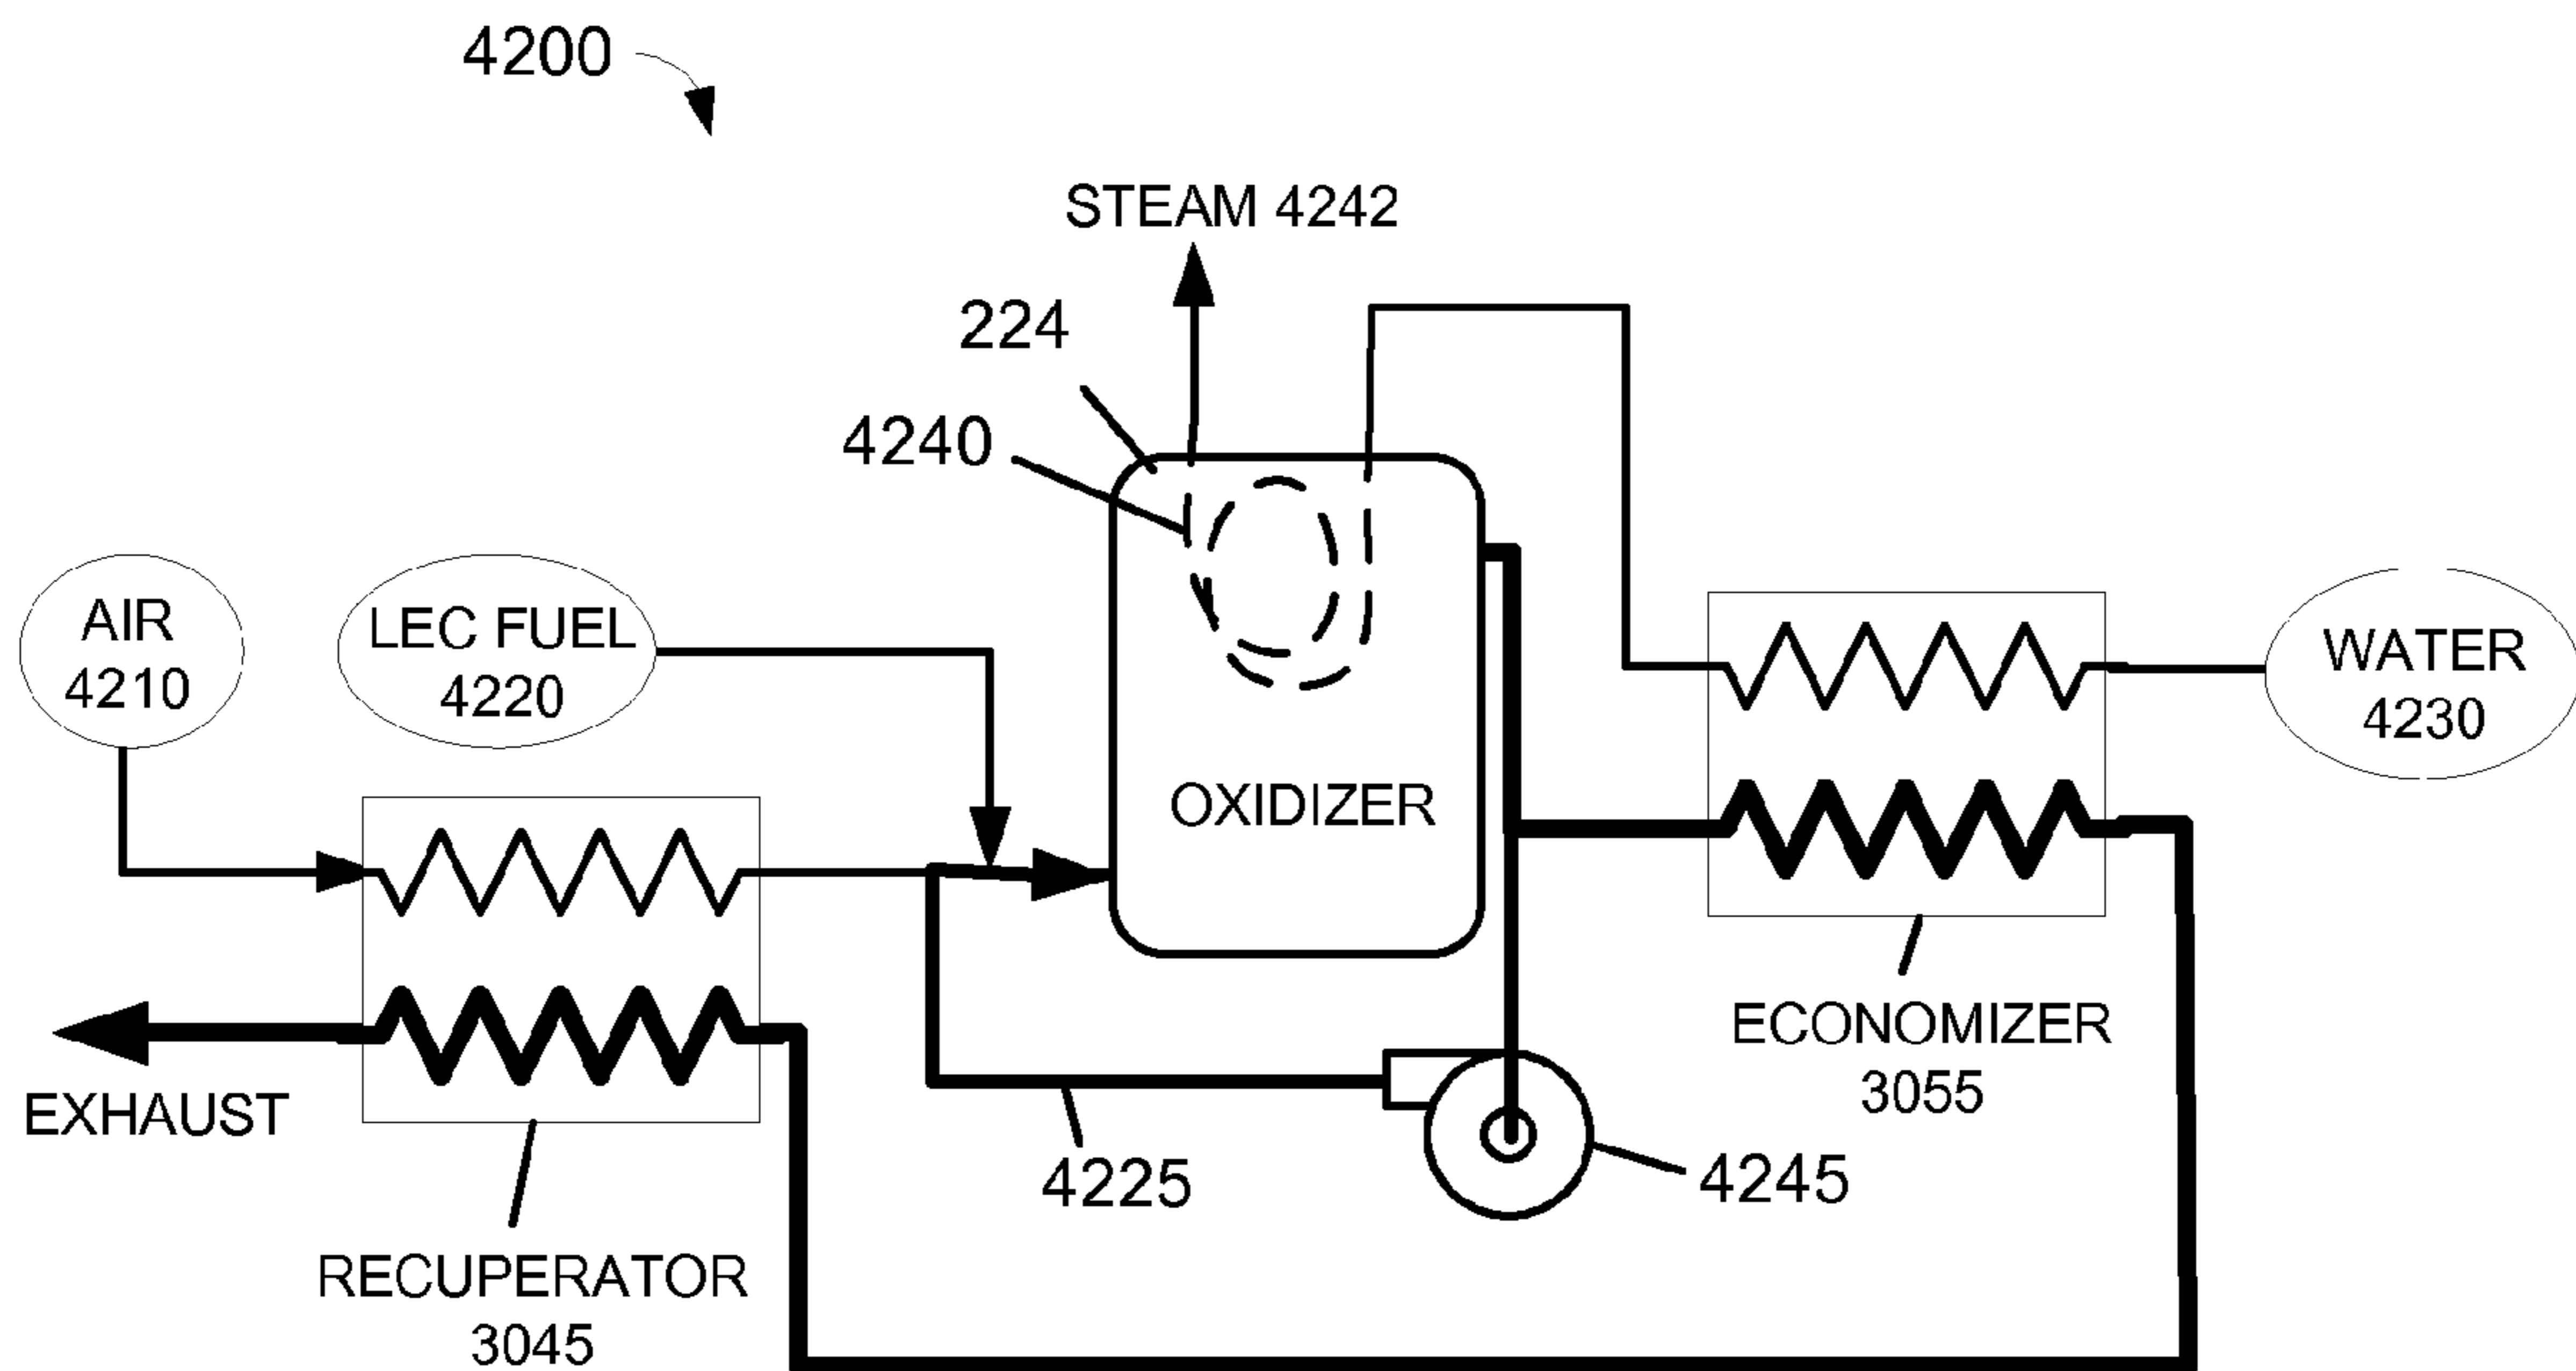 4200
STEAM 4242
224
4240
AIR
4210
LEC FUEL
4220
WATER
4230
OXIDIZER
EXHAUST
ECONOMIZER
3055
4225
4245
RECUPERATOR
3045